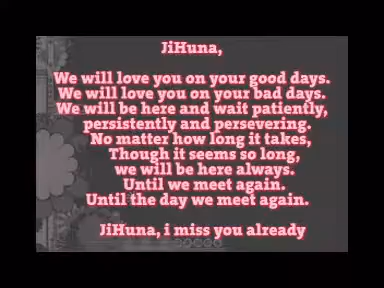 JiHuna,
We will love you on your good days.
We will love you on your bad days.
We will be here and wait patiently,
persistently and persevering.
No matter how long it takes,
Though it seems so long,
we will be here always.
Until we meet again.
Until the day we meet again.
JiHuna, i miss you already